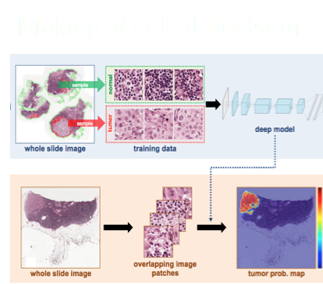 sample
normal
sample
tumor
deep model
whole slide image
training data
whole slide image
overlapping image
patches
tumor prob. map